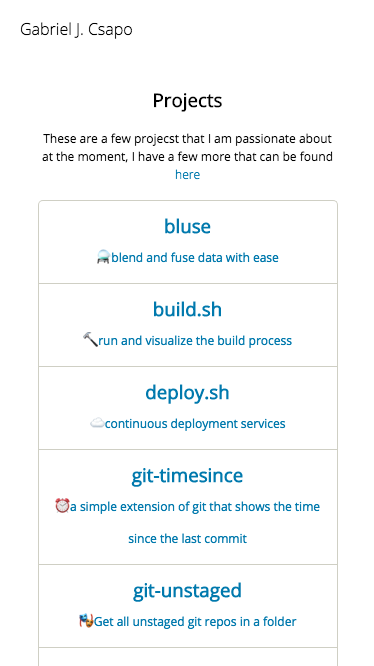 Gabriel J. Csapo
Projects
These are a few projecst that I am passionate about
at the moment, I have a few more that can be found
here
bluse
blend and fuse data with ease
build.sh
🔨run and visualize the build process
deploy.sh
☁️continuous deployment services
git-timesince
⏰a simple extension of git that shows the time
since the last commit
git-unstaged
🎭Get all unstaged git repos in a folder